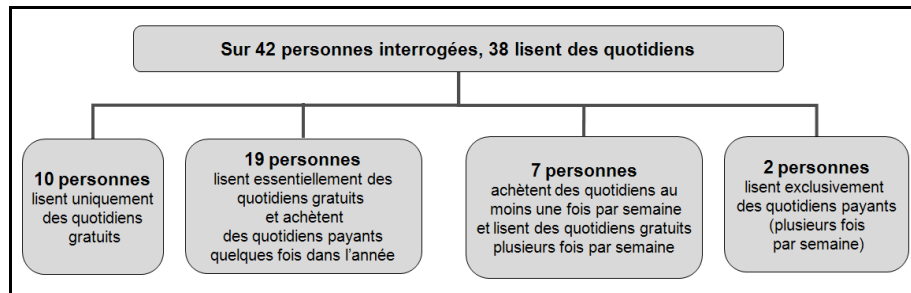 Sur 42 personnes interrogées, 38 lisent des quotidiens
10 personnes
lisent uniquement
des quotidiens
gratuits
19 personnes
lisent essentiellement des
quotidiens gratuits
et achètent
des quotidiens payants
quelques fois dans l'année
7 personnes
achètent des quotidiens au
moins une fois par semaine
et lisent des quotidiens gratuits
plusieurs fois par semaine
2 personnes
lisent exclusivement
des quotidiens payants
(plusieurs fois
par semaine)